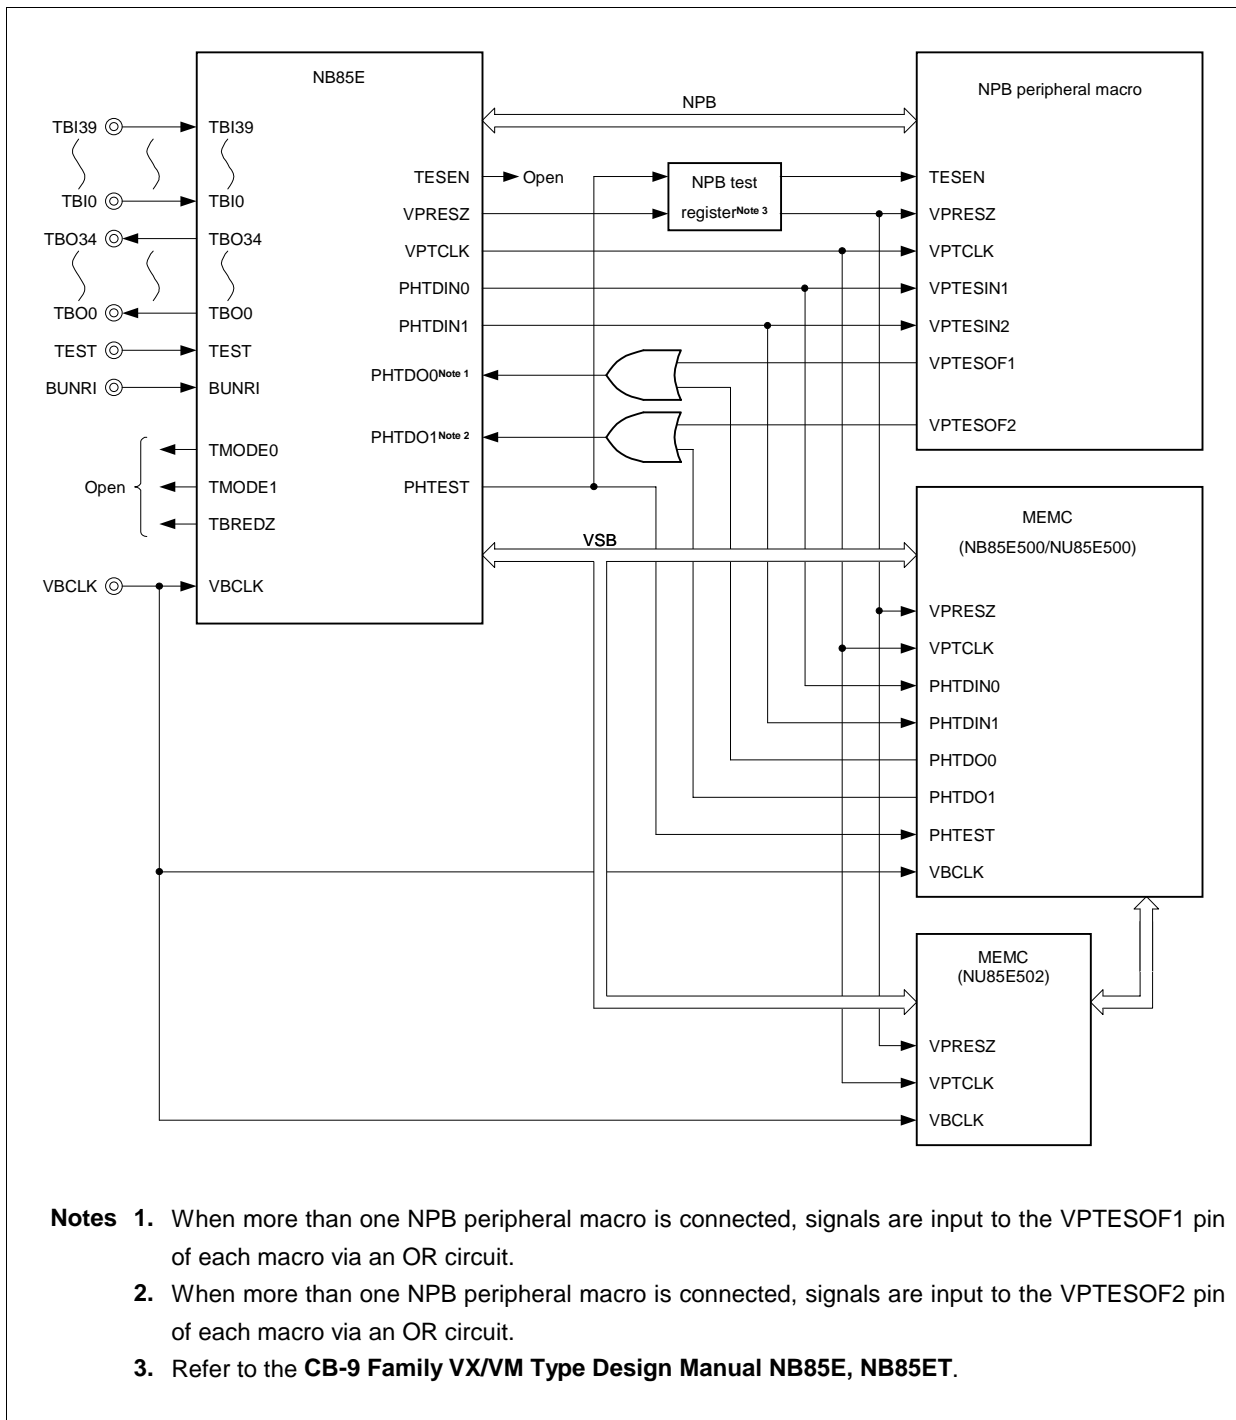 NB85E
NPB
NPB peripheral macro
TBI39
TBI39
TESEN
Open
NPB test
register Note 3
TESEN
TBI0
TBI0
VPRESZ
VPRESZ
TBO34
TBO34
VPTCLK
VPTCLK
PHTDIN0
VPTESIN1
TBO0
TBO0
PHTDIN1
VPTESIN2
TEST
TEST
PHTDO0 Note 1
VPTESOF1
BUNRI
BUNRI
PHTDO1 Note 2
VPTESOF2
TMODE0
Open
TMODE1
PHTEST
TBREDZ
VSB
MEMC
(NB85E500/NU85E500)
VBCLK
VBCLK
VPRESZ
VPTCLK
PHTDIN0
PHTDIN1
PHTDO0
PHTDO1
PHTEST
VBCLK
MEMC
(NU85E502)
VPRESZ
VPTCLK
VBCLK
Notes 1. When more than one NPB peripheral macro is connected, signals are input to the VPTESOF1 pin
of each macro via an OR circuit.
2. When more than one NPB peripheral macro is connected, signals are input to the VPTESOF2 pin
of each macro via an OR circuit.
3. Refer to the CB-9 Family VX/VM Type Design Manual NB85E, NB85ET.